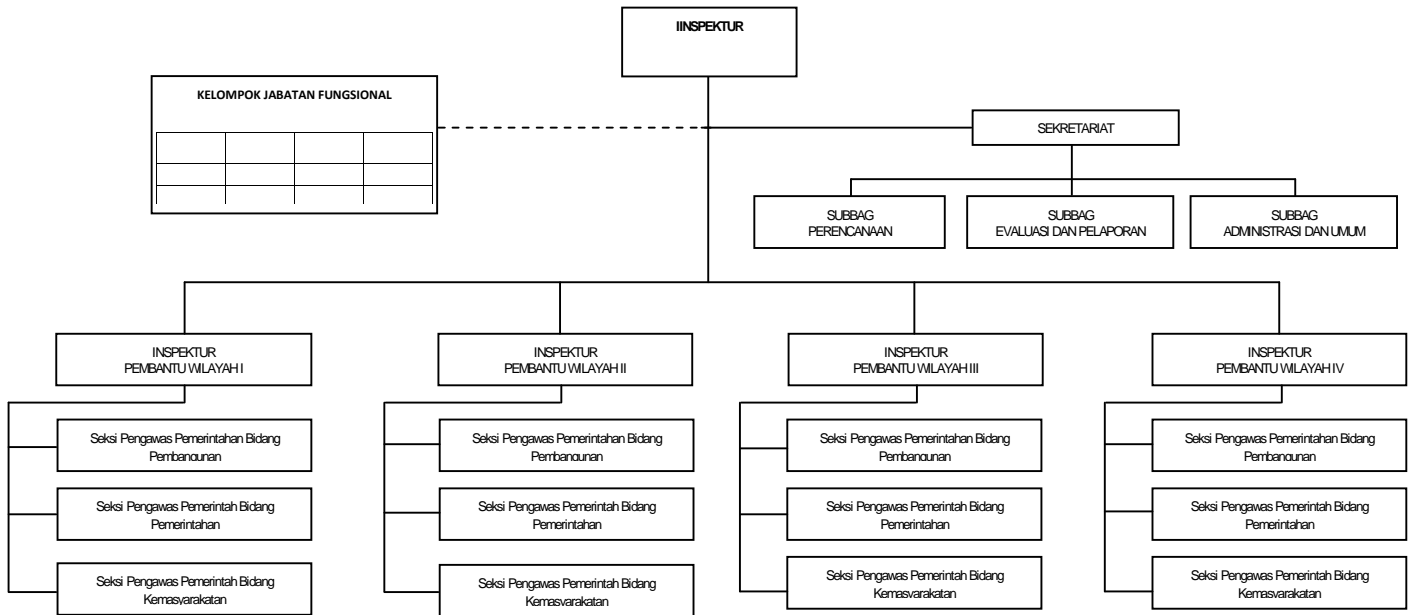 IINSPEKTUR
KELOMPOK JABATAN FUNGSIONAL
SEKRETARIAT
SUBBAG
PERENCANAAN
SUBBAG
EVALUASI DAN PELAPORAN
SUBBAG
ADMINISTRASI DAN UMUM
INSPEKTUR
PEMBANTU WILAYAH I
INSPEKTUR
PEMBANTU WILAYAH II
INSPEKTUR
PEMBANTU WILAYAH III
INSPEKTUR
PEMBANTU WILAYAH IV
Seksi Pengawas Pemerintahan Bidang
Pembangunan
Seksi Pengawas Pemerintahan Bidang
Pembangunan
Seksi Pengawas Pemerintahan Bidang
Pembangunan
Seksi Pengawas Pemerintahan Bidang
Pembangunan
Seksi Pengawas Pemerintah Bidang
Pemerintahan
Seksi Pengawas Pemerintah Bidang
Pemerintahan
Seksi Pengawas Pemerintah Bidang
Pemerintahan
Seksi Pengawas Pemerintah Bidang
Pemerintahan
Seksi Pengawas Pemerintah Bidang
Kemasyarakatan
Seksi Pengawas Pemerintah Bidang
Kemasyarakatan
Seksi Pengawas Pemerintah Bidang
Kemasyarakatan
Seksi Pengawas Pemerintah Bidang
Kemasyarakatan